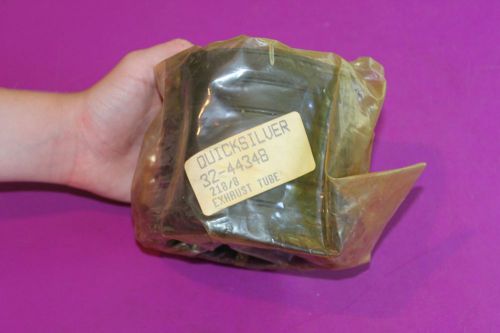 QUICKSILVER
32-44348
218/8
EXHAUST TUBE